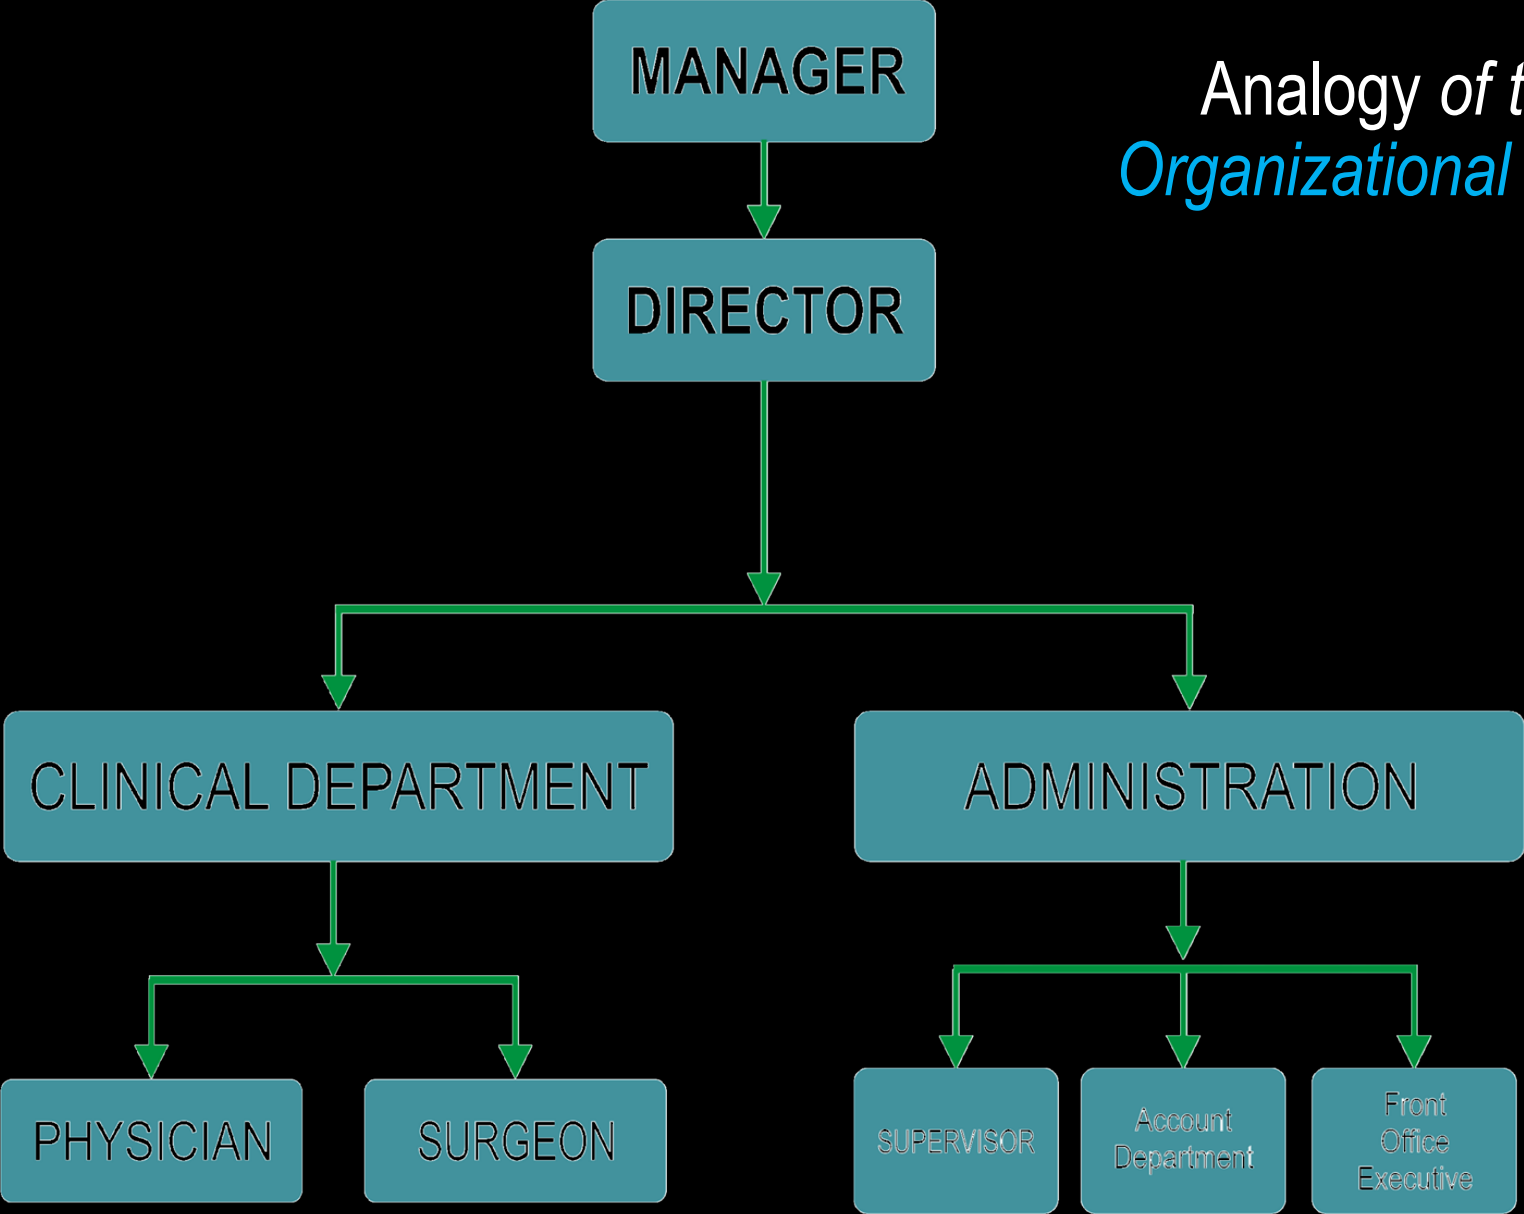 MANAGER
Analogy of t
Organizational
DIRECTOR
CLINICAL DEPARTMENT
ADMINISTRATION
PHYSICIAN
SURGEON
SUPERVISOR
Account
Department
Front
Office
Executive